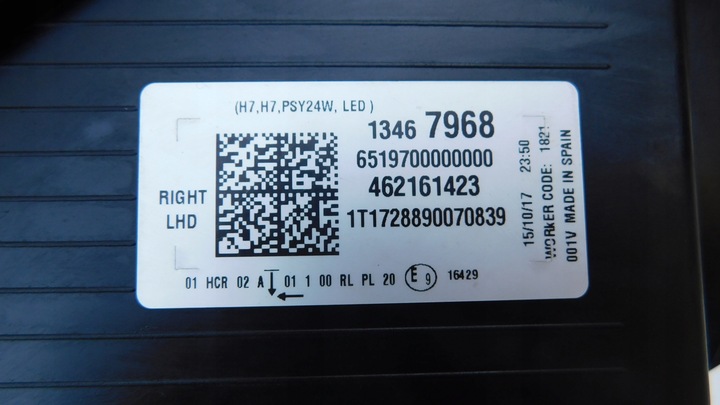 (H7,H7,PSY24W, LED)
1346 7968
6519700000000
462161423
1T1728890070839
RIGHT
LHD
01 HCR 02 A 01 1 00 RL PL 20 E9 16429
15/10/17 23:50
WORKER CODE: 1821
001V MADE IN SPAIN